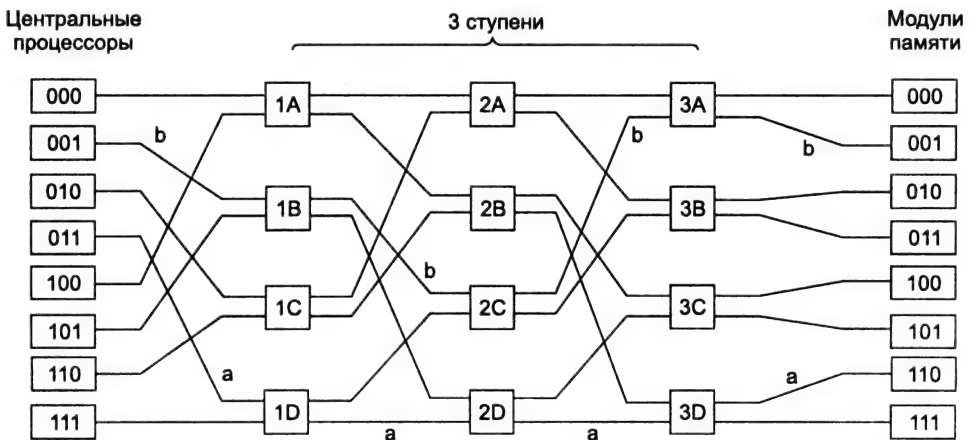 Центральные
процессоры
3 ступени
Модули
памяти
000 1A 2A 3A 000
001 b b b 001
010 1B 2B 3B 010
011 011
100 b 100
101 1C 2C 3C 101
110 a a 110
111 1D 2D 3D 111
a a